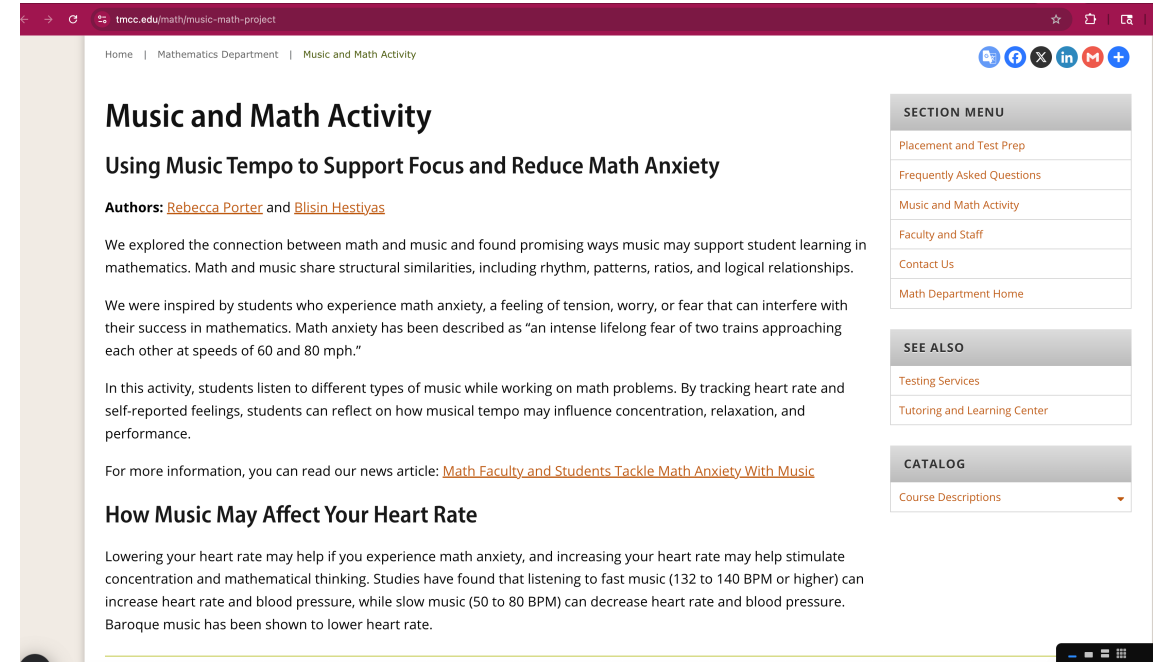 tmcc.edu/math/music-math-project
Home | Mathematics Department | Music and Math Activity
Music and Math Activity
Using Music Tempo to Support Focus and Reduce Math Anxiety
Authors: Rebecca Porter and Blisin Hestiyas
We explored the connection between math and music and found promising ways music may support student learning in
mathematics. Math and music share structural similarities, including rhythm, patterns, ratios, and logical relationships.
We were inspired by students who experience math anxiety, a feeling of tension, worry, or fear that can interfere with
their success in mathematics. Math anxiety has been described as “an intense lifelong fear of two trains approaching
each other at speeds of 60 and 80 mph.”
In this activity, students listen to different types of music while working on math problems. By tracking heart rate and
self-reported feelings, students can reflect on how musical tempo may influence concentration, relaxation, and
performance.
For more information, you can read our news article: Math Faculty and Students Tackle Math Anxiety With Music
How Music May Affect Your Heart Rate
Lowering your heart rate may help if you experience math anxiety, and increasing your heart rate may help stimulate
concentration and mathematical thinking. Studies have found that listening to fast music (132 to 140 BPM or higher) can
increase heart rate and blood pressure, while slow music (50 to 80 BPM) can decrease heart rate and blood pressure.
Baroque music has been shown to lower heart rate.
SECTION MENU
Placement and Test Prep
Frequently Asked Questions
Music and Math Activity
Faculty and Staff
Contact Us
Math Department Home
SEE ALSO
Testing Services
Tutoring and Learning Center
CATALOG
Course Descriptions